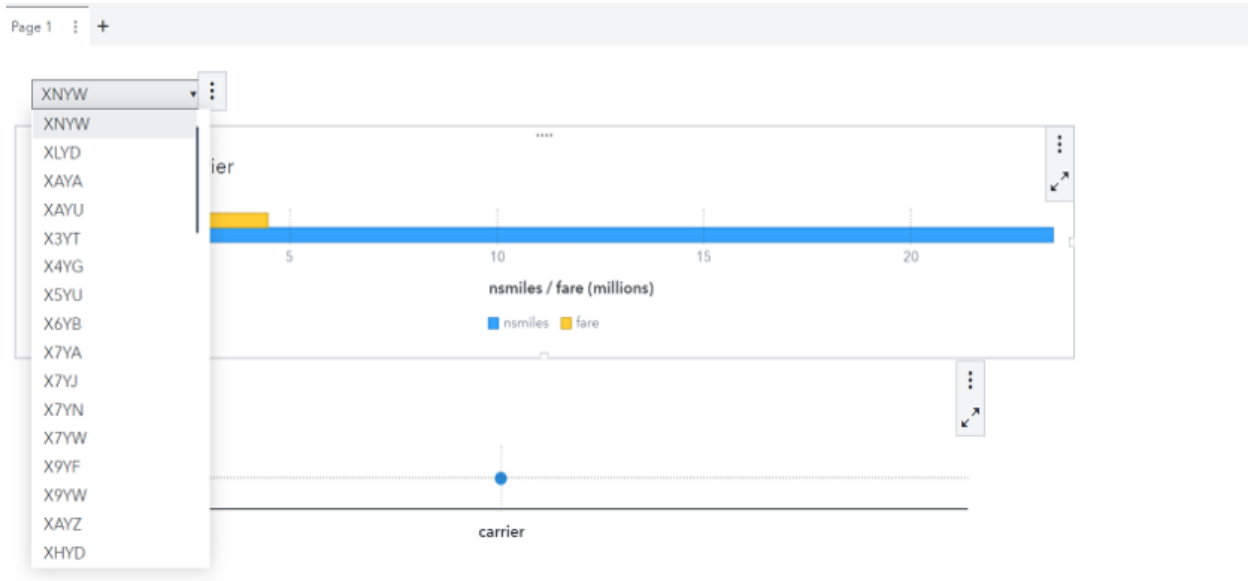 Page 1 +
XNYW
XNYW
XLYD
XAYA
XAYU
X3YT
X4YG
X5YU
X6YB
X7YA
X7YJ
X7YN
X7YW
X9YF
X9YW
XAYZ
XHYD
ier
5 10 15 20
nsmiles / fare (millions)
nsmiles fare
carrier